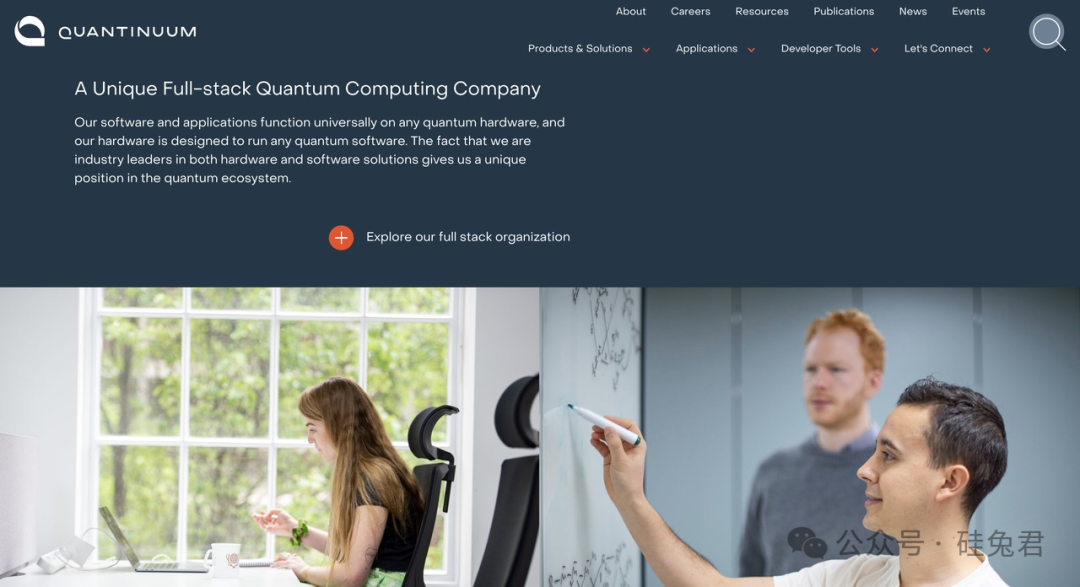 QUANTINUUM
About Careers Resources Publications News Events
Products & Solutions Applications Developer Tools Let's Connect
A Unique Full-stack Quantum Computing Company
Our software and applications function universally on any quantum hardware, and
our hardware is designed to run any quantum software. The fact that we are
industry leaders in both hardware and software solutions gives us a unique
position in the quantum ecosystem.
Explore our full stack organization
公众号 · 硅兔君